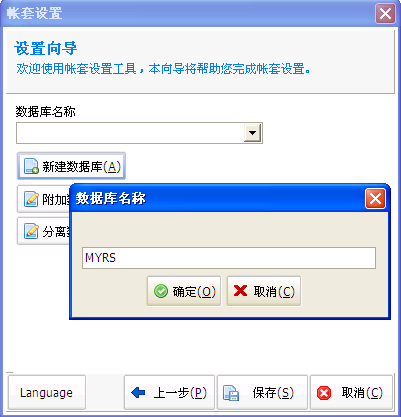 帐套设置
设置向导
欢迎使用帐套设置工具，本向导将帮助您完成帐套设置。
数据库名称
新建数据库(A)
附加
分离
数据库名称
MYRS
确定(O) 取消(C)
Language 上一步(P) 保存(S) 取消(C)